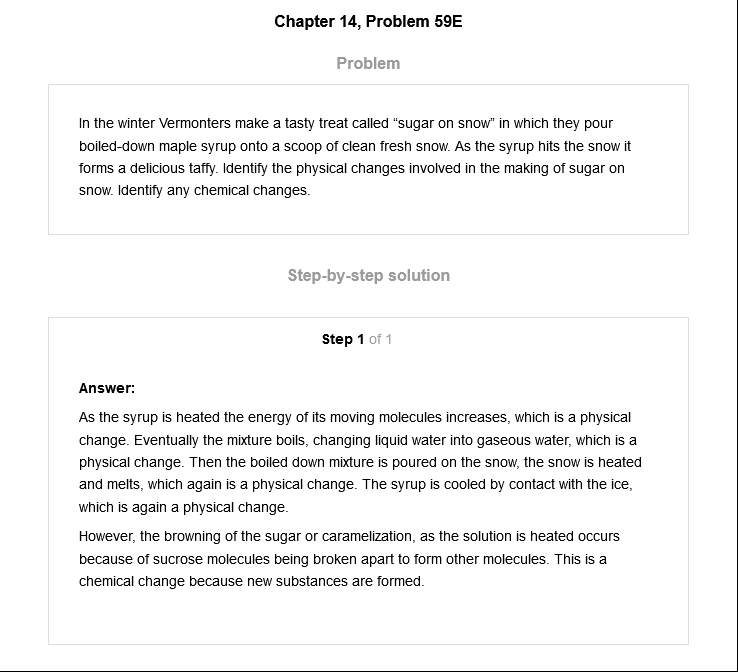 Chapter 14, Problem 59E
Problem
In the winter Vermonters make a tasty treat called “sugar on snow” in which they pour
boiled-down maple syrup onto a scoop of clean fresh snow. As the syrup hits the snow it
forms a delicious taffy. Identify the physical changes involved in the making of sugar on
snow. Identify any chemical changes.
Step-by-step solution
Step 1 of 1
Answer:
As the syrup is heated the energy of its moving molecules increases, which is a physical
change. Eventually the mixture boils, changing liquid water into gaseous water, which is a
physical change. Then the boiled down mixture is poured on the snow, the snow is heated
and melts, which again is a physical change. The syrup is cooled by contact with the ice,
which is again a physical change.
However, the browning of the sugar or caramelization, as the solution is heated occurs
because of sucrose molecules being broken apart to form other molecules. This is a
chemical change because new substances are formed.